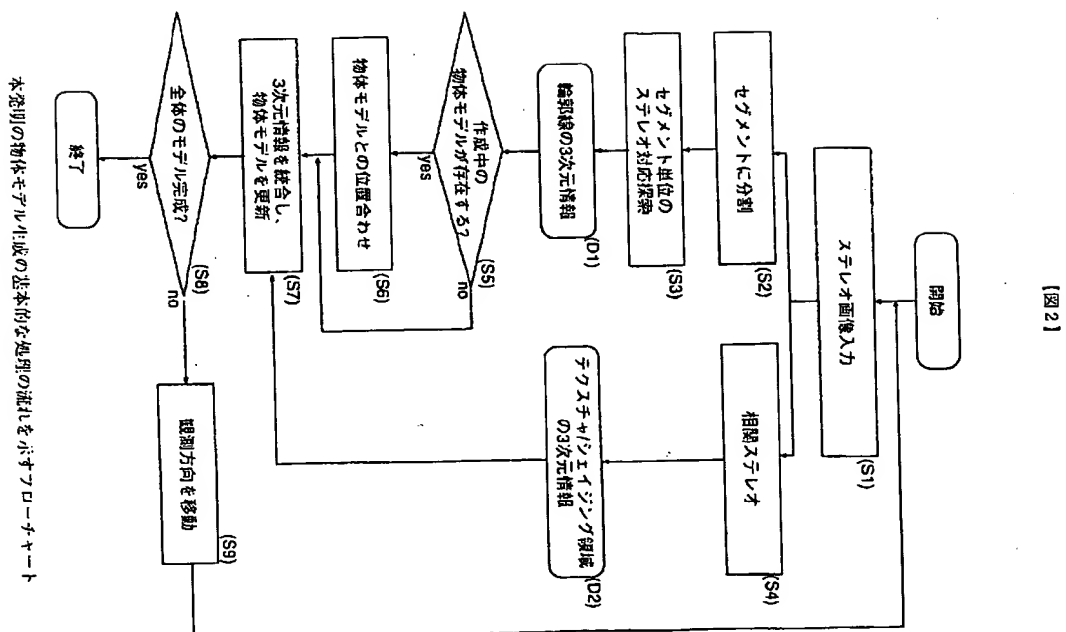 【図2】
開始
ステレオ画像入力
(S1)
セグメントに分割
(S2)
相関ステレオ
(S4)
セグメント単位の
ステレオ対応探索
(S3)
輪郭線の3次元情報
(D1)
テクスチャ/シェイジング領域
の3次元情報
(D2)
作成中の
物体モデルが存在する?
(S5)
no
yes
物体モデルとの位置合わせ
(S6)
3次元情報を統合し、
物体モデルを更新
(S7)
全体のモデル完成?
(S8)
no
yes
観測方向を移動
(S9)
終了
本発明の物体モデル生成の基本的な処理の流れを示すフローチャート